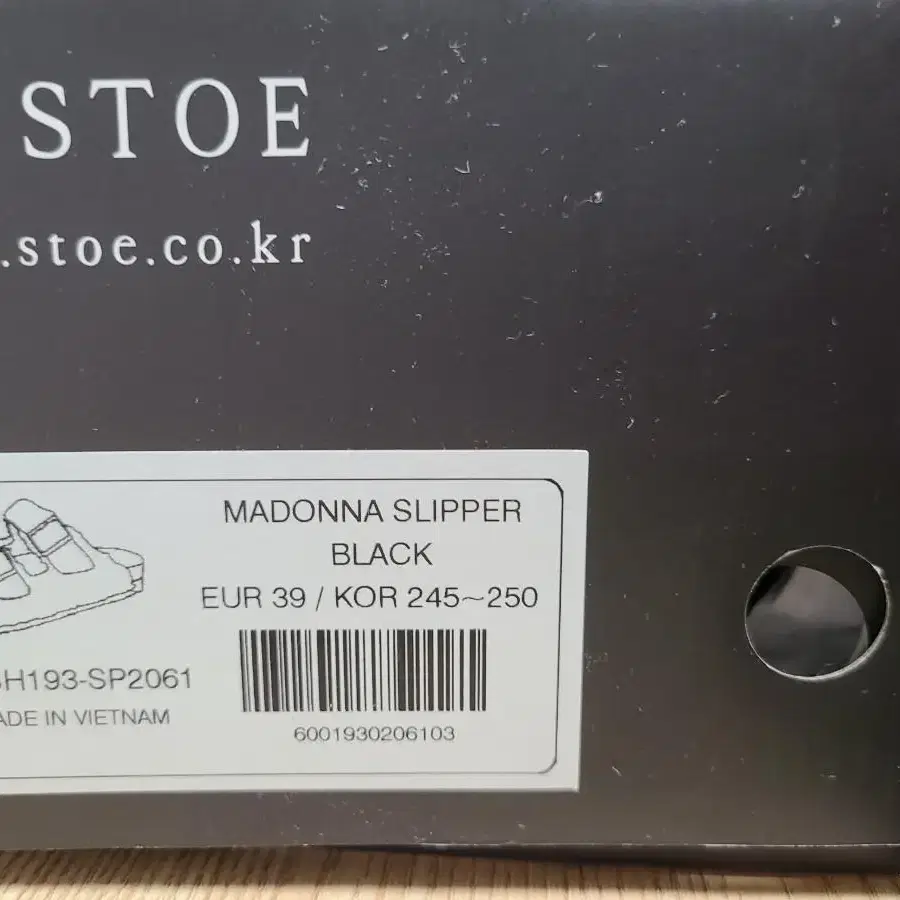 STOE
.stoe.co.kr
MADONNA SLIPPER
BLACK
EUR 39 / KOR 245~250
H193-SP2061
ADE IN VIETNAM
6001930206103